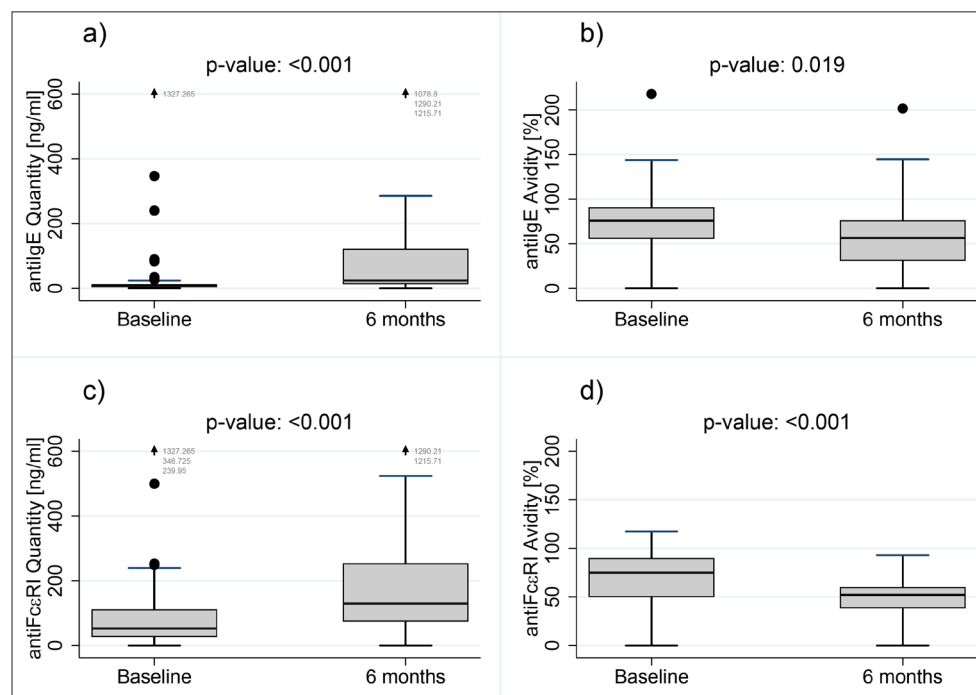 a)
p-value: <0.001
antiIgE Quantity [ng/ml]
600
400
200
0
1327.265
1078.8
1290.21
1215.71
Baseline
6 months
b)
p-value: 0.019
antiIgE Avidity [%]
200
150
100
50
0
Baseline
6 months
c)
p-value: <0.001
antiFcεRI Quantity [ng/ml]
600
400
200
0
1327.265
346.725
239.95
1290.21
1215.71
Baseline
6 months
d)
p-value: <0.001
antiFcεRI Avidity [%]
200
150
100
50
0
Baseline
6 months